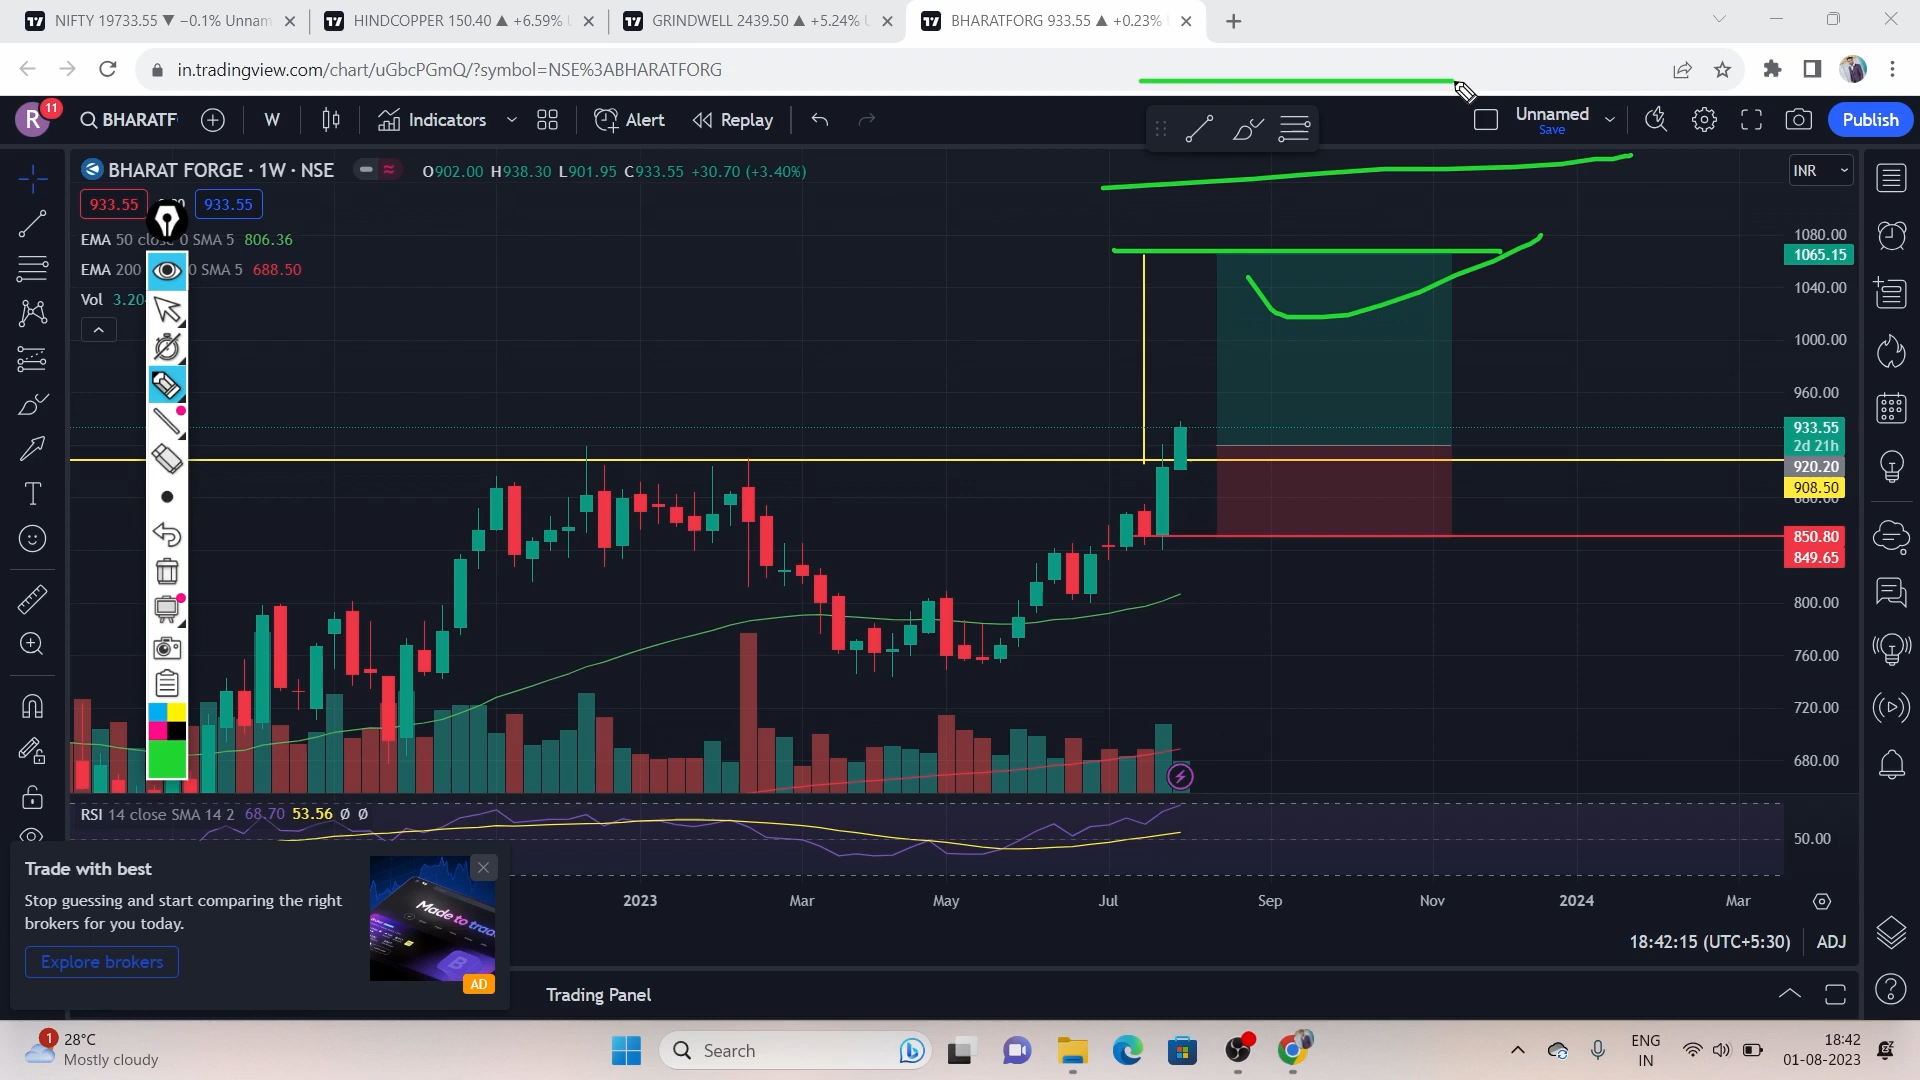 NIFTY 19733.55 ▼ −0.1% Unnam
HINDCOPPER 150.40 ▲ +6.59%
GRINDWELL 2439.50 ▲ +5.24%
BHARATFORG 933.55 ▲ +0.23%
in.tradingview.com/chart/uGbcPGmQ/?symbol=NSE%3ABHARATFORG
R
11
BHARATF
W
Indicators
Alert
Replay
Unnamed
Save
Publish
BHARAT FORGE · 1W · NSE
O902.00 H938.30 L901.95 C933.55 +30.70 (+3.40%)
INR
933.55
933.55
EMA 50 0 SMA 5 806.36
EMA 200 0 SMA 5 688.50
Vol
1080.00
1065.15
1040.00
1000.00
960.00
933.55
2d 21h
920.20
908.50
850.80
849.65
800.00
760.00
720.00
680.00
RSI 14 close SMA 14 2 68.70 53.56 Ø Ø
50.00
Trade with best
Stop guessing and start comparing the right
brokers for you today.
Explore brokers
Made to trad
AD
2023
Mar
May
Jul
Sep
Nov
2024
Mar
18:42:15 (UTC+5:30)
ADJ
Trading Panel
1
28°C
Mostly cloudy
Search
ENG
IN
18:42
01-08-2023